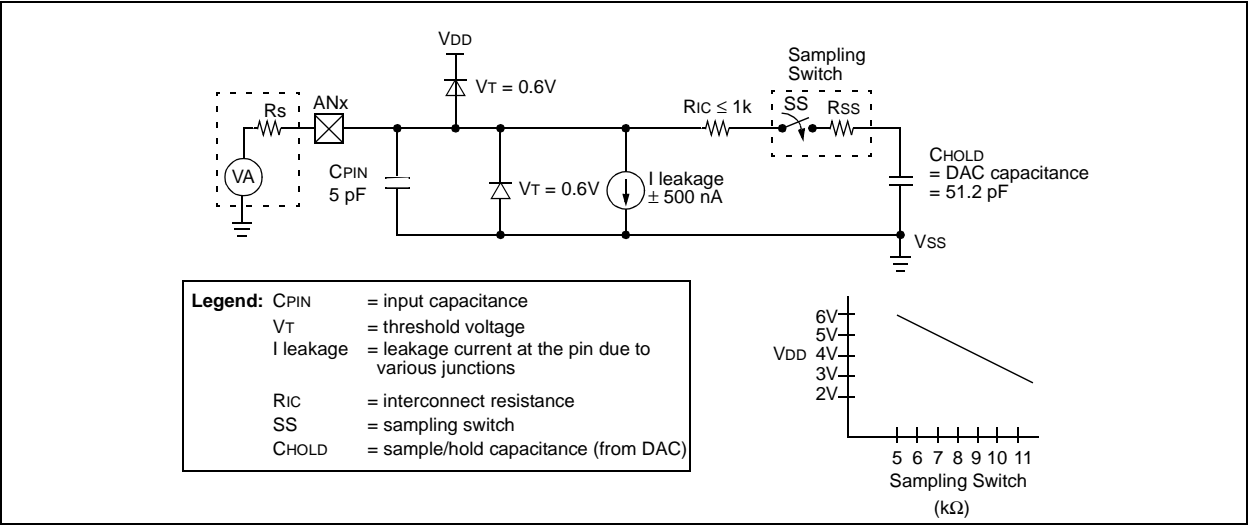 VDD
Sampling
Switch
VT = 0.6V
Rs
ANx
RIC ≤ 1k
SS
RSS
VA
CPIN
5 pF
VT = 0.6V
I leakage
± 500 nA
CHOLD
= DAC capacitance
= 51.2 pF
VSS
Legend: CPIN = input capacitance
VT = threshold voltage
I leakage = leakage current at the pin due to
various junctions
RIC = interconnect resistance
SS = sampling switch
CHOLD = sample/hold capacitance (from DAC)
6V
5V
VDD 4V
3V
2V
5 6 7 8 9 10 11
Sampling Switch
(kΩ)